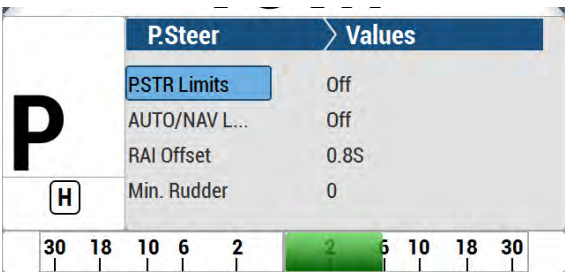 P.Steer Values
P.STR Limits Off
AUTO/NAV L... Off
P
RAI Offset 0.8S
H
Min. Rudder 0
30 18 10 6 2 2 6 10 18 30